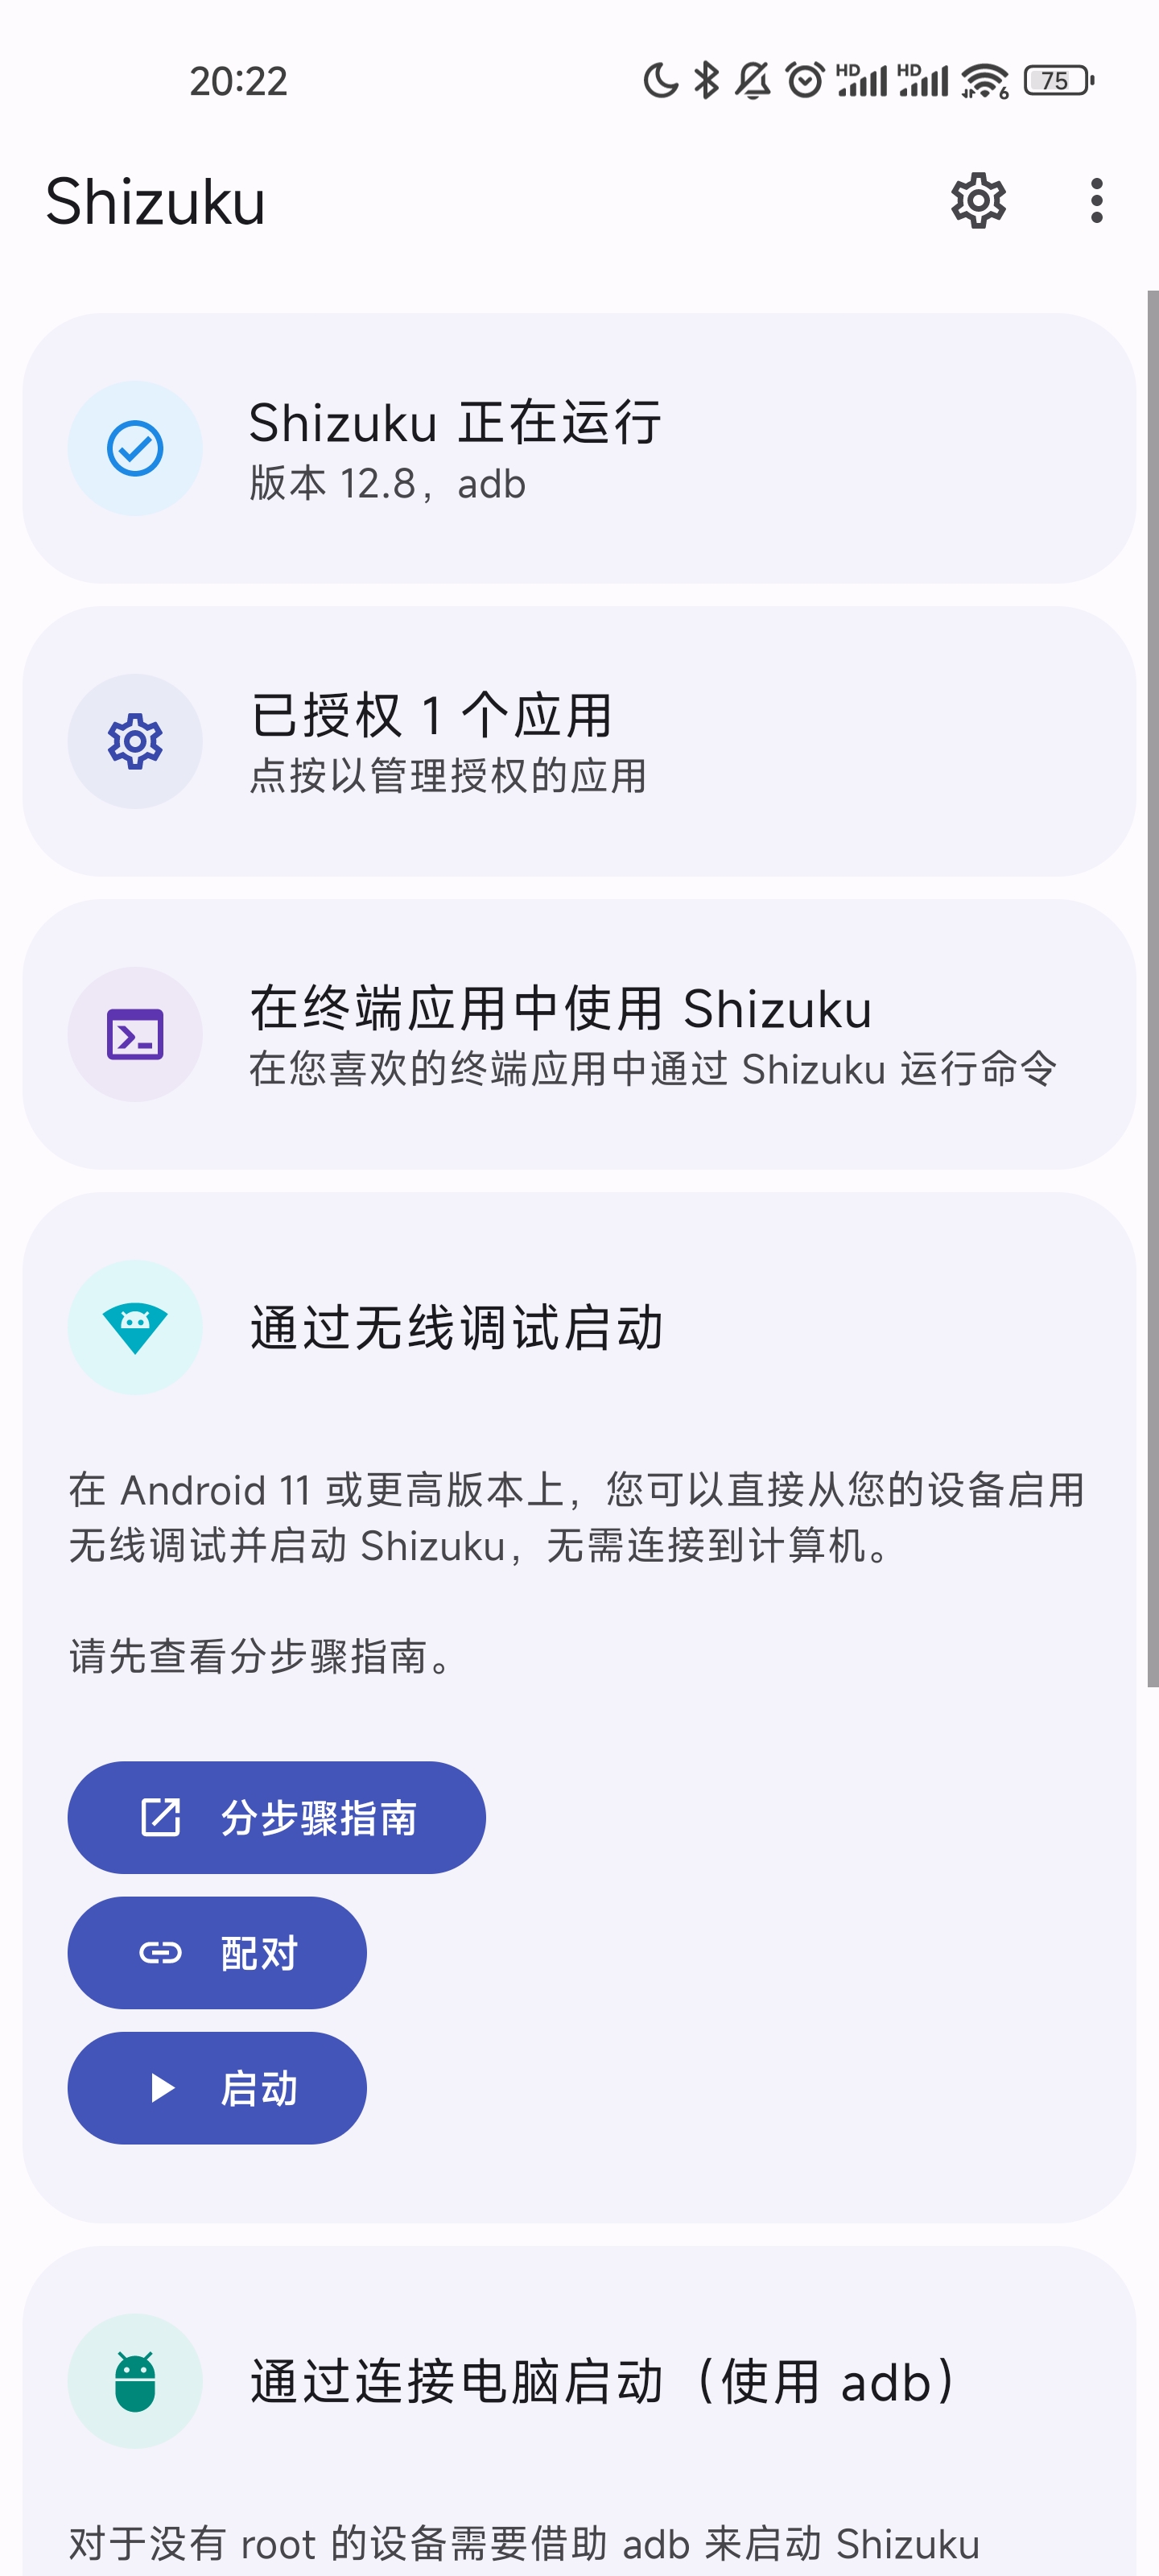 20:22
HD HD 6 75
Shizuku
Shizuku 正在运行
版本 12.8，adb
已授权 1 个应用
点按以管理授权的应用
在终端应用中使用 Shizuku
在您喜欢的终端应用中通过 Shizuku 运行命令
通过无线调试启动
在 Android 11 或更高版本上，您可以直接从您的设备启用
无线调试并启动 Shizuku，无需连接到计算机。
请先查看分步骤指南。
分步骤指南
配对
启动
通过连接电脑启动（使用 adb）
对于没有 root 的设备需要借助 adb 来启动 Shizuku